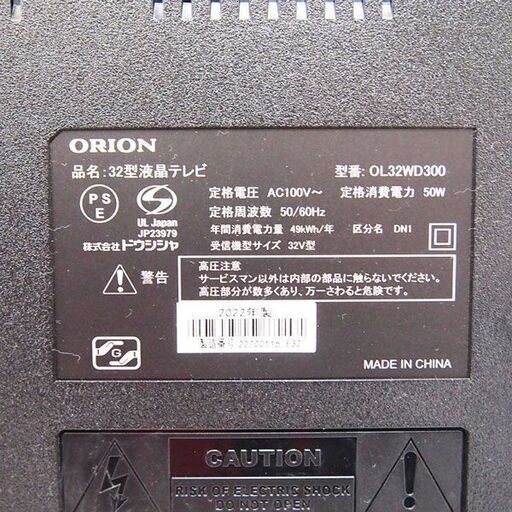 ORION
品名:32型液晶テレビ 型番: OL32WD300
PS
E
UL Japan
JP23979
株式会社ドウシシャ
定格電圧 AC100V～ 定格消費電力 50W
定格周波数 50/60Hz
年間消費電力量 49kWh/年 区分名 DN1
受信機型サイズ 32V型
警告
高圧注意
サービスマン以外は内部の部品に触らないでください。
高圧部分が数多くあり、万一さわると危険です。
2022年製
製造番号
SGS
MADE IN CHINA
CAUTION
RISK OF ELECTRIC SHOCK
DO NOT OPEN